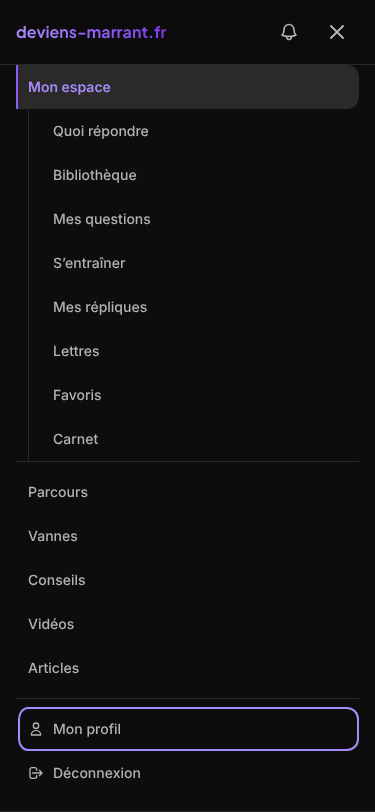 deviens-marrant.fr
Mon espace
Quoi répondre
Bibliothèque
Mes questions
S’entraîner
Mes répliques
Lettres
Favoris
Carnet
Parcours
Vannes
Conseils
Vidéos
Articles
Mon profil
Déconnexion